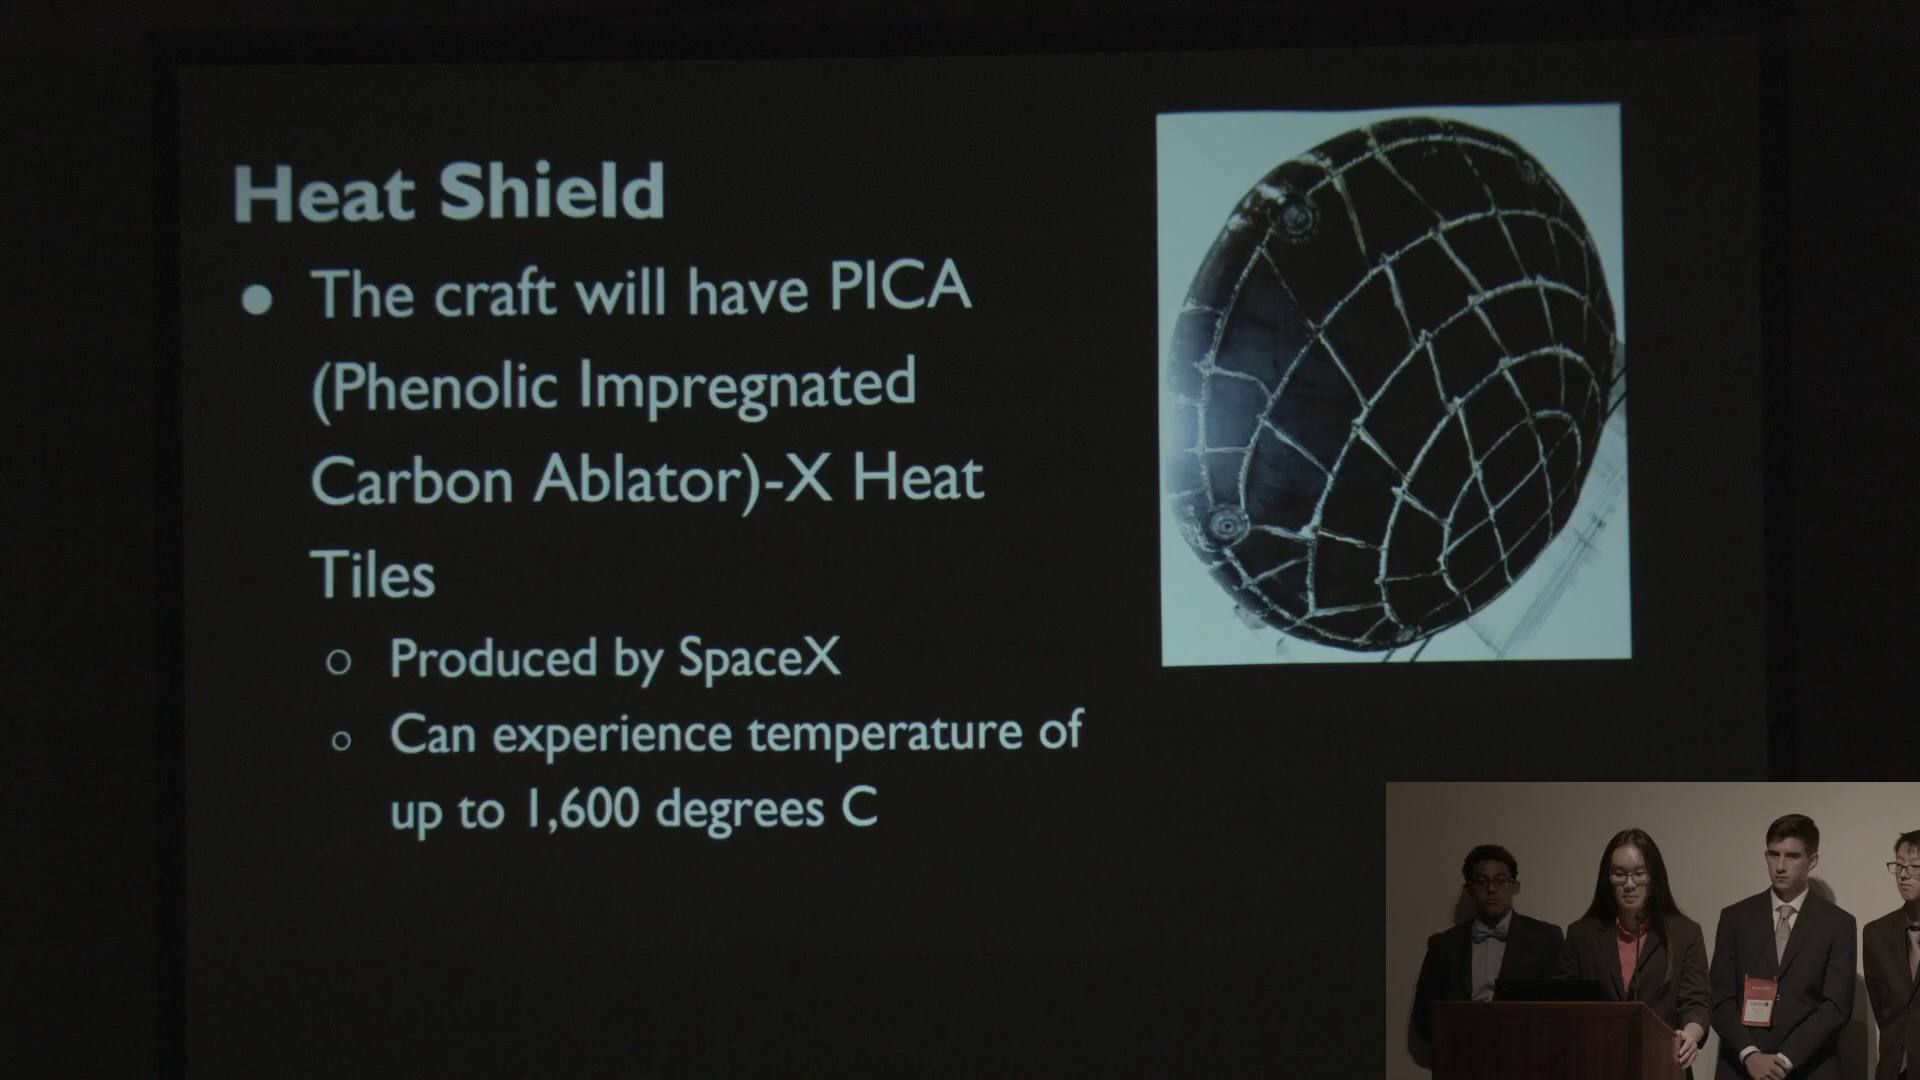 Heat Shield
● The craft will have PICA
(Phenolic Impregnated
Carbon Ablator)-X Heat
Tiles
○ Produced by SpaceX
○ Can experience temperature of
up to 1,600 degrees C